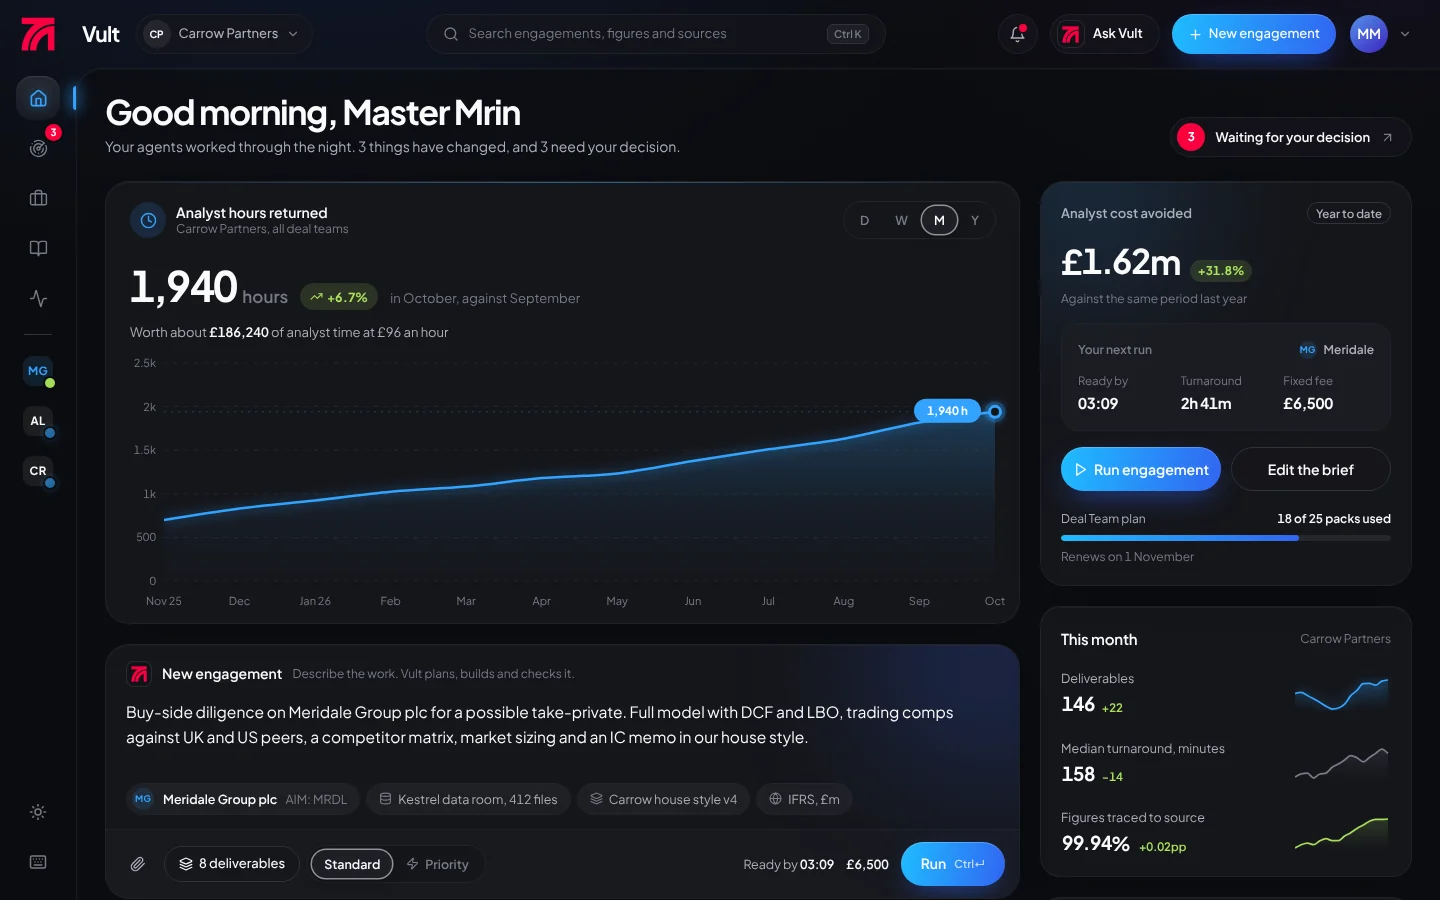 Vult
CP Carrow Partners
Search engagements, figures and sources
Ctrl K
Ask Vult
+ New engagement
MM
3
MG
AL
CR
Good morning, Master Mrin
Your agents worked through the night. 3 things have changed, and 3 need your decision.
3 Waiting for your decision
Analyst hours returned
Carrow Partners, all deal teams
D W M Y
1,940 hours +6.7% in October, against September
Worth about £186,240 of analyst time at £96 an hour
2.5k
2k
1.5k
1k
500
0
1,940 h
Nov 25 Dec Jan 26 Feb Mar Apr May Jun Jul Aug Sep Oct
Analyst cost avoided
Year to date
£1.62m +31.8%
Against the same period last year
Your next run
MG Meridale
Ready by Turnaround Fixed fee
03:09 2h 41m £6,500
Run engagement
Edit the brief
Deal Team plan
18 of 25 packs used
Renews on 1 November
New engagement Describe the work. Vult plans, builds and checks it.
Buy-side diligence on Meridale Group plc for a possible take-private. Full model with DCF and LBO, trading comps
against UK and US peers, a competitor matrix, market sizing and an IC memo in our house style.
MG Meridale Group plc AIM: MRDL
Kestrel data room, 412 files
Carrow house style v4
IFRS, £m
8 deliverables
Standard
Priority
Ready by 03:09 £6,500
Run Ctrl↵
This month
Carrow Partners
Deliverables
146 +22
Median turnaround, minutes
158 −14
Figures traced to source
99.94% +0.02pp